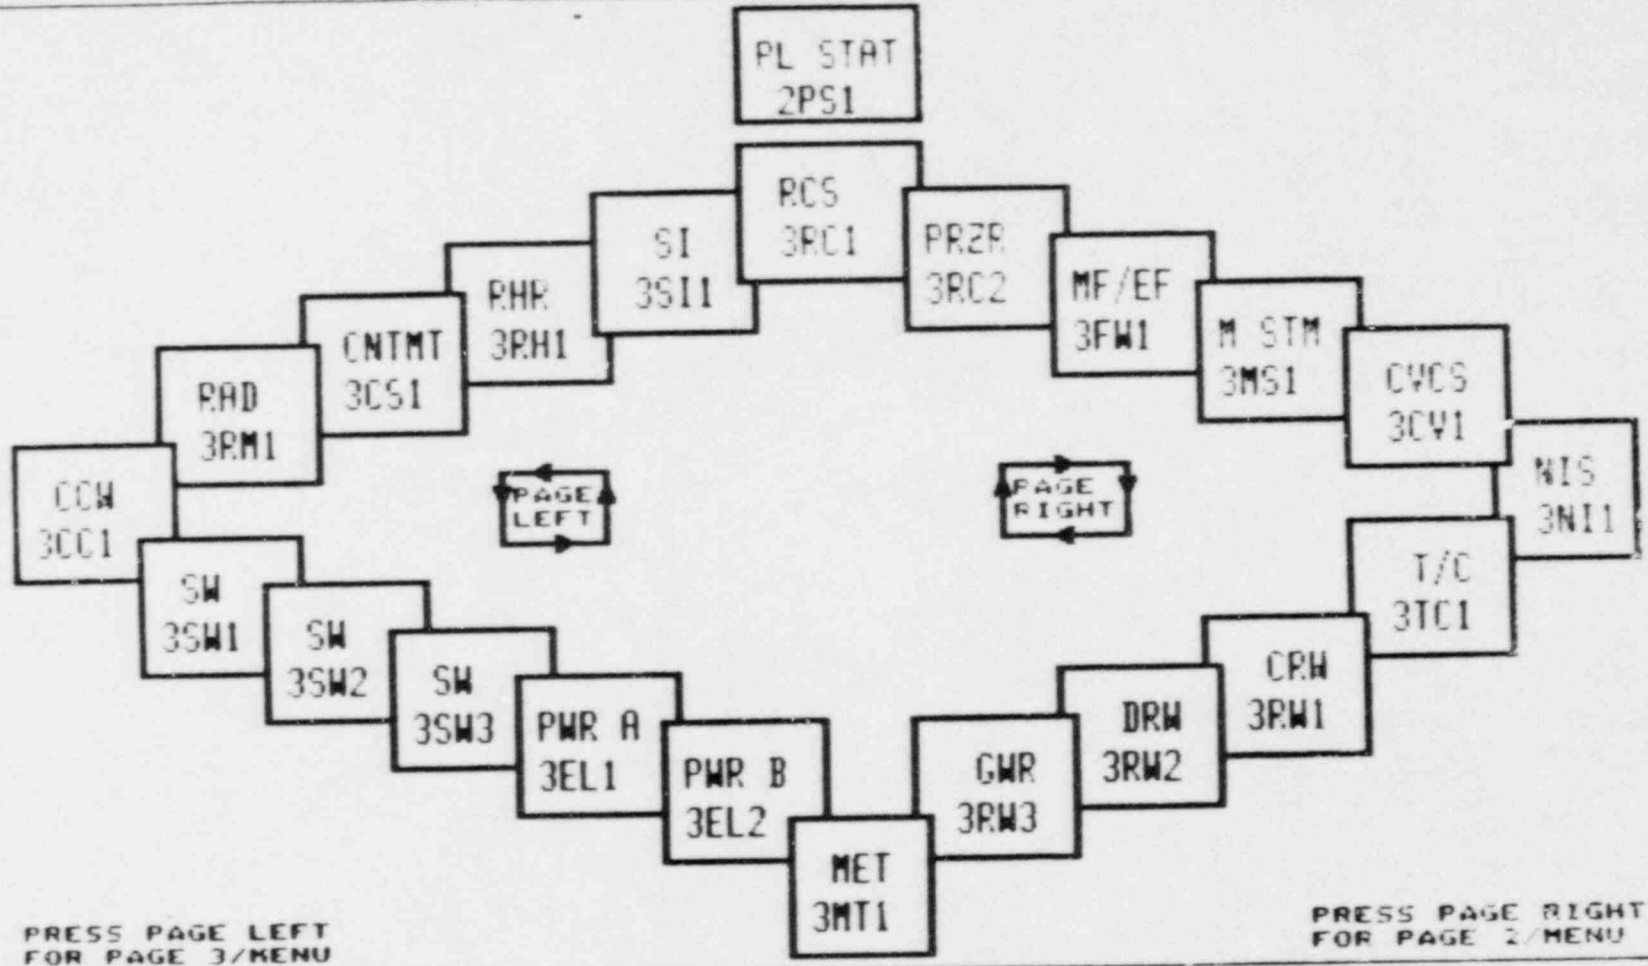 PL STAT
2PS1
RCS
3RC1
SI
3SI1
PRZR
3RC2
RHR
3RH1
MF/EF
3FW1
CNTMT
3CS1
M STM
3MS1
RAD
3RM1
CVCS
3CV1
CCW
3CC1
PAGE
LEFT
PAGE
RIGHT
NIS
3NI1
SW
3SW1
T/C
3TC1
SW
3SW2
CRW
3RW1
SW
3SW3
DRW
3RW2
PWR A
3EL1
GWR
3RW3
PWR B
3EL2
MET
3MT1
PRESS PAGE LEFT
FOR PAGE 3/MENU
PRESS PAGE RIGHT
FOR PAGE 2/MENU